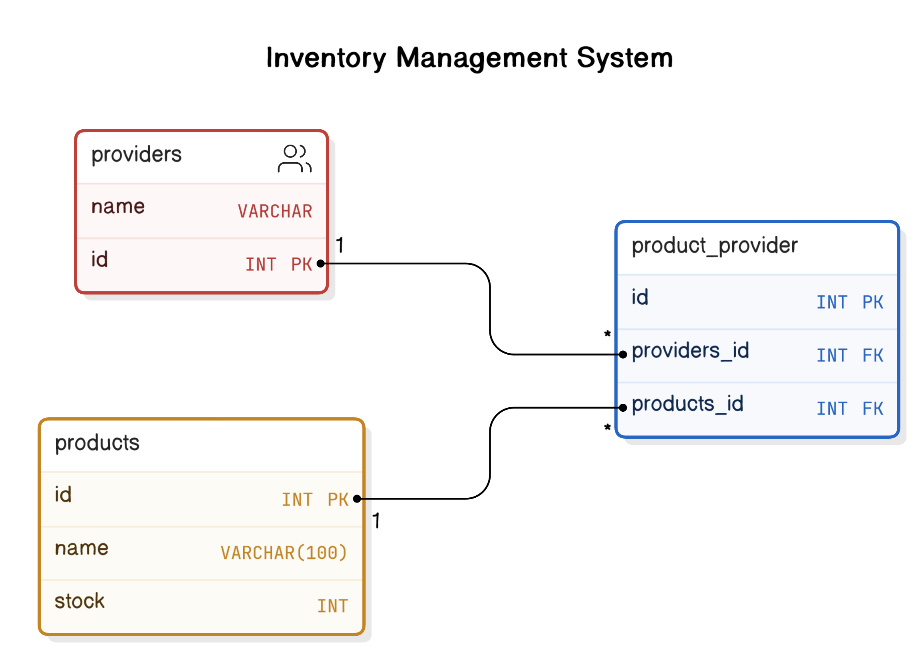 Inventory Management System
providers
name VARCHAR
id INT PK
1
product_provider
id INT PK
*
providers_id INT FK
products_id INT FK
*
products
id INT PK
1
name VARCHAR(100)
stock INT